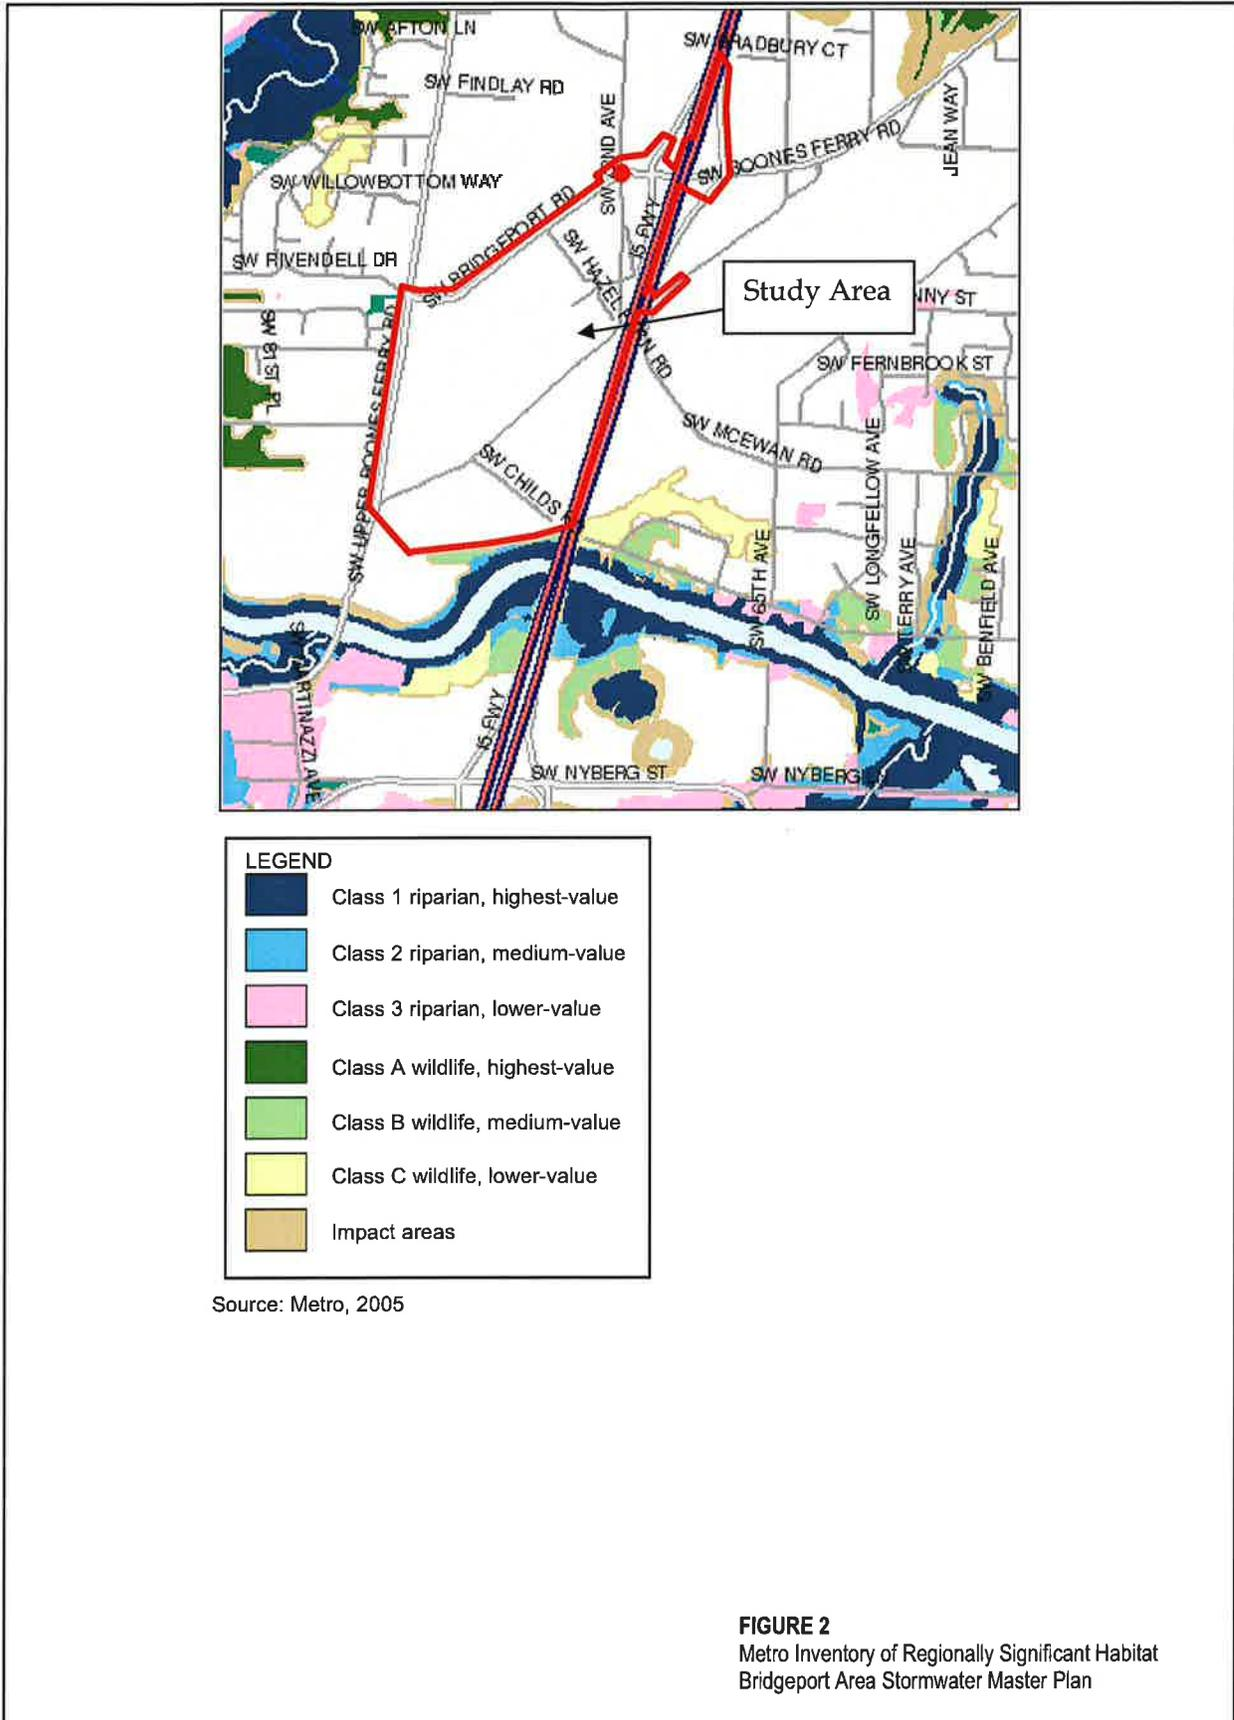 SW AFTON LN
SW BRADBURY CT
SW FINDLAY RD
JEAN WAY
SW BOONES FERRY RD
SW WILLOWBOTTOM WAY
SW BRIDGEPORT RD
I5 FWY
SW RIVENDELL DR
Study Area
SW UPPER BOONES FERRY RD
SW 81ST PL
SW FERNBROOK ST
SW MCEWAN RD
SW CHILDS
SW LONGFELLOW AVE
SW 65TH AVE
SW BENFIELD AVE
I5 FWY
SW NYBERG ST
SW NYBERG
LEGEND
Class 1 riparian, highest-value
Class 2 riparian, medium-value
Class 3 riparian, lower-value
Class A wildlife, highest-value
Class B wildlife, medium-value
Class C wildlife, lower-value
Impact areas
Source: Metro, 2005
FIGURE 2
Metro Inventory of Regionally Significant Habitat
Bridgeport Area Stormwater Master Plan